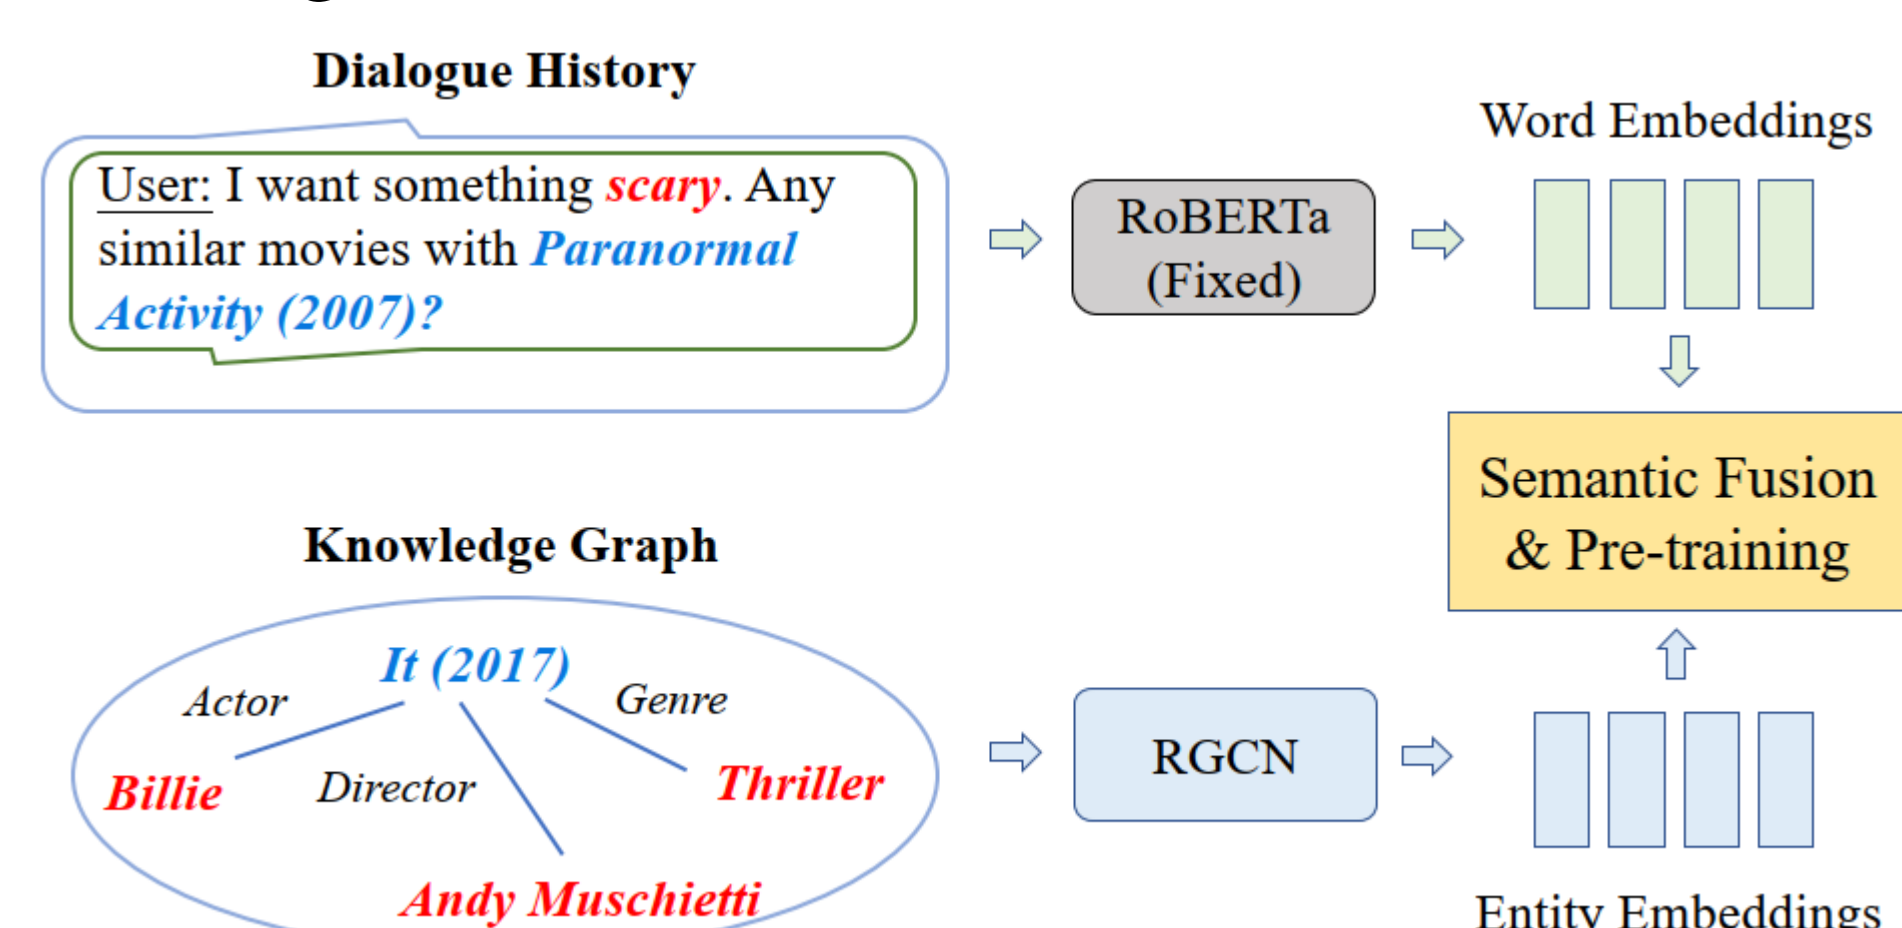 Dialogue History
User: I want something scary. Any
similar movies with Paranormal
Activity (2007)?
RoBERTa
(Fixed)
Word Embeddings
Semantic Fusion
& Pre-training
Knowledge Graph
It (2017)
Actor
Genre
Billie
Director
Thriller
Andy Muschietti
RGCN
Entity Embeddings